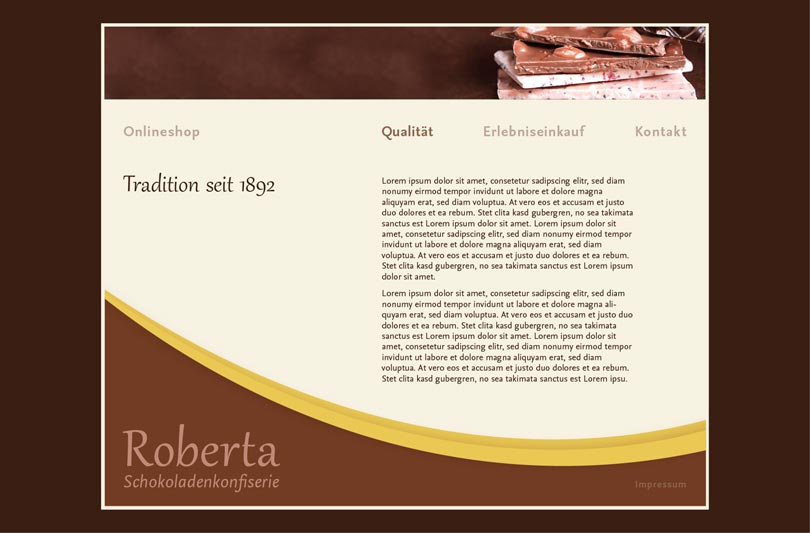 Onlineshop Qualität Erlebniseinkauf Kontakt
Tradition seit 1892
Lorem ipsum dolor sit amet, consetetur sadipscing elitr, sed diam
nonumy eirmod tempor invidunt ut labore et dolore magna
aliquyam erat, sed diam voluptua. At vero eos et accusam et justo
duo dolores et ea rebum. Stet clita kasd gubergren, no sea takimata
sanctus est Lorem ipsum dolor sit amet. Lorem ipsum dolor sit
amet, consetetur sadipscing elitr, sed diam nonumy eirmod tempor
invidunt ut labore et dolore magna aliquyam erat, sed diam
voluptua. At vero eos et accusam et justo duo dolores et ea rebum.
Stet clita kasd gubergren, no sea takimata sanctus est Lorem ipsum
dolor sit amet.
Lorem ipsum dolor sit amet, consetetur sadipscing elitr, sed diam
nonumy eirmod tempor invidunt ut labore et dolore magna ali-
quyam erat, sed diam voluptua. At vero eos et accusam et justo duo
dolores et ea rebum. Stet clita kasd gubergren, no sea takimata
sanctus est Lorem ipsum dolor sit amet. Lorem ipsum dolor sit
amet, consetetur sadipscing elitr, sed diam nonumy eirmod tempor
invidunt ut labore et dolore magna aliquyam erat, sed diam
voluptua. At vero eos et accusam et justo duo dolores et ea rebum.
Stet clita kasd gubergren, no sea takimata sanctus est Lorem ipsu.
Roberta
Schokoladenkonfiserie
Impressum